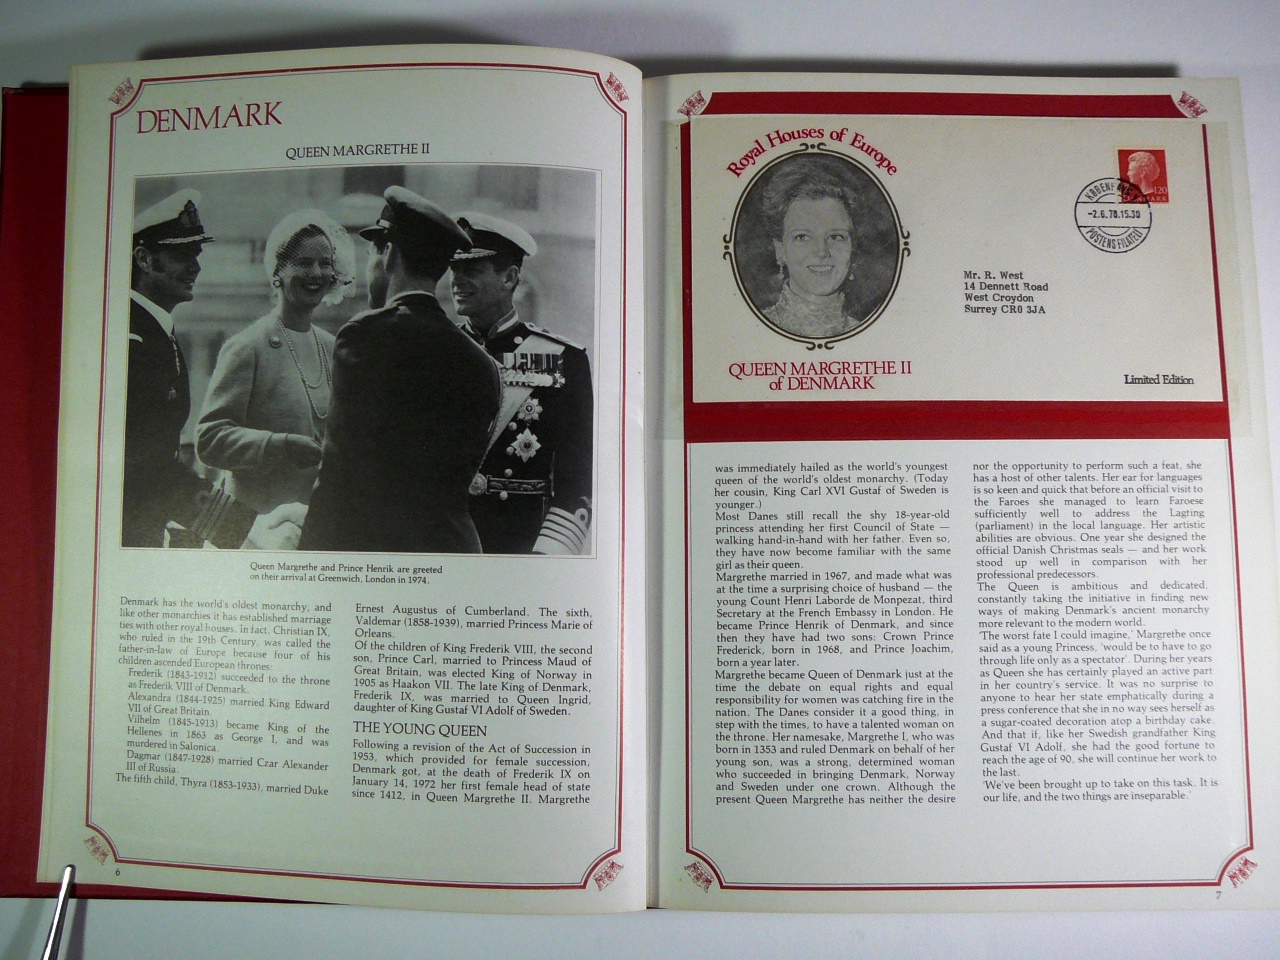 DENMARK
QUEEN MARGRETHE II
Queen Margrethe and Prince Henrik are greeted
on their arrival at Greenwich, London in 1974.
Denmark has the world's oldest monarchy, and
like other monarchies it has established marriage
ties with other royal houses. In fact, Christian IX,
who ruled in the 19th Century, was called the
father-in-law of Europe because four of his
children ascended European thrones:
Frederik (1843-1912) succeeded to the throne
as Frederik VIII of Denmark.
Alexandra (1844-1925) married King Edward
VII of Great Britain.
Vilhelm (1845-1913) became King of the
Hellenes in 1863 as George I, and was
murdered in Salonica.
Dagmar (1847-1928) married Czar Alexander
III of Russia.
The fifth child, Thyra (1853-1933), married Duke
Ernest Augustus of Cumberland. The sixth,
Valdemar (1858-1939), married Princess Marie of
Orleans.
Of the children of King Frederik VIII, the second
son, Prince Carl, married to Princess Maud of
Great Britain, was elected King of Norway in
1905 as Haakon VII. The late King of Denmark,
Frederik IX, was married to Queen Ingrid,
daughter of King Gustaf VI Adolf of Sweden.
THE YOUNG QUEEN
Following a revision of the Act of Succession in
1953, which provided for female succession,
Denmark got, at the death of Frederik IX on
January 14, 1972 her first female head of state
since 1412, in Queen Margrethe II. Margrethe
6
Royal Houses of Europe
QUEEN MARGRETHE II
of DENMARK
120
DENMARK
KØBENHAVN
-2.6.78.15.30
POSTENS FILATELI
Mr. R. West
14 Dennett Road
West Croydon
Surrey CR0 3JA
Limited Edition
was immediately hailed as the world's youngest
queen of the world's oldest monarchy. (Today
her cousin, King Carl XVI Gustaf of Sweden is
younger.)
Most Danes still recall the shy 18-year-old
princess attending her first Council of State —
walking hand-in-hand with her father. Even so,
they have now become familiar with the same
girl as their queen.
Margrethe married in 1967, and made what was
at the time a surprising choice of husband — the
young Count Henri Laborde de Monpezat, third
Secretary at the French Embassy in London. He
became Prince Henrik of Denmark, and since
then they have had two sons: Crown Prince
Frederick, born in 1968, and Prince Joachim,
born a year later.
Margrethe became Queen of Denmark just at the
time the debate on equal rights and equal
responsibility for women was catching fire in the
nation. The Danes consider it a good thing, in
step with the times, to have a talented woman on
the throne. Her namesake, Margrethe I, who was
born in 1353 and ruled Denmark on behalf of her
young son, was a strong, determined woman
who succeeded in bringing Denmark, Norway
and Sweden under one crown. Although the
present Queen Margrethe has neither the desire
nor the opportunity to perform such a feat, she
has a host of other talents. Her ear for languages
is so keen and quick that before an official visit to
the Faroes she managed to learn Faroese
sufficiently well to address the Lagting
(parliament) in the local language. Her artistic
abilities are obvious. One year she designed the
official Danish Christmas seals — and her work
stood up well in comparison with her
professional predecessors.
The Queen is ambitious and dedicated,
constantly taking the initiative in finding new
ways of making Denmark's ancient monarchy
more relevant to the modern world.
'The worst fate I could imagine,' Margrethe once
said as a young Princess, 'would be to have to go
through life only as a spectator'. During her years
as Queen she has certainly played an active part
in her country's service. It was no surprise to
anyone to hear her state emphatically during a
press conference that she in no way sees herself as
a sugar-coated decoration atop a birthday cake.
And that if, like her Swedish grandfather King
Gustaf VI Adolf, she had the good fortune to
reach the age of 90, she will continue her work to
the last.
'We've been brought up to take on this task. It is
our life, and the two things are inseparable.'
7